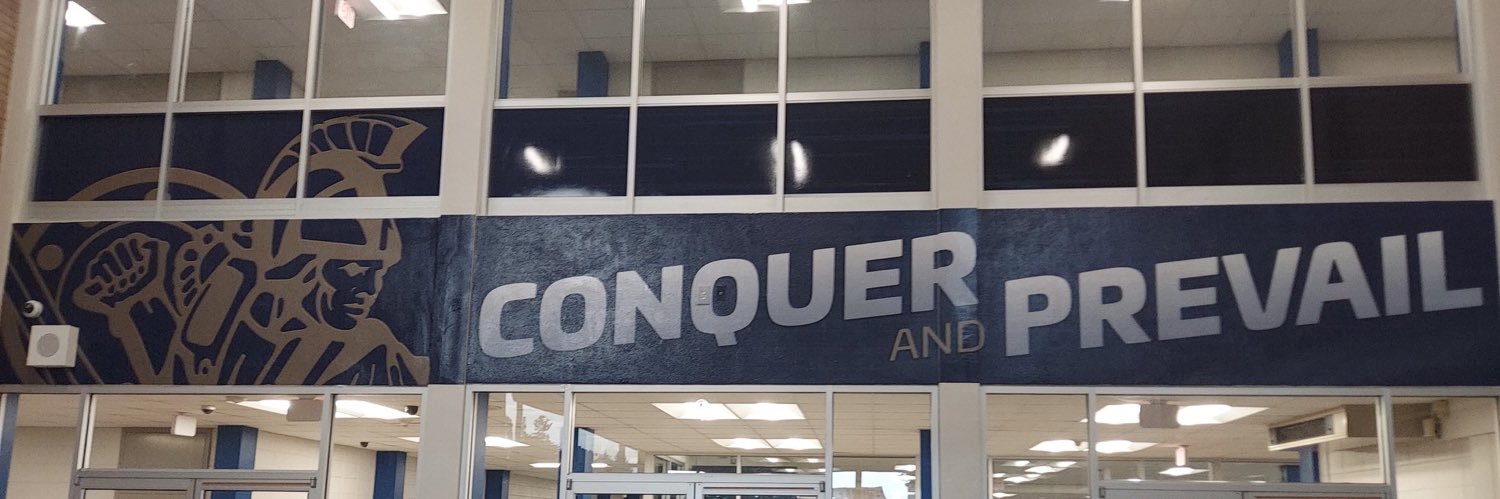 CONQUER
AND
PREVAIL